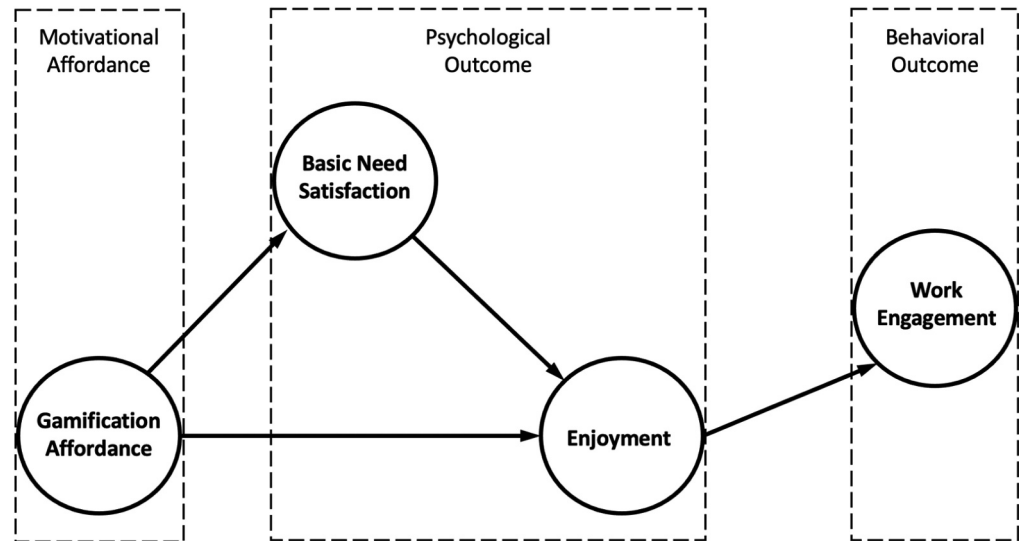 Motivational
Affordance
Psychological
Outcome
Behavioral
Outcome
Basic Need
Satisfaction
Work
Engagement
Gamification
Affordance
Enjoyment